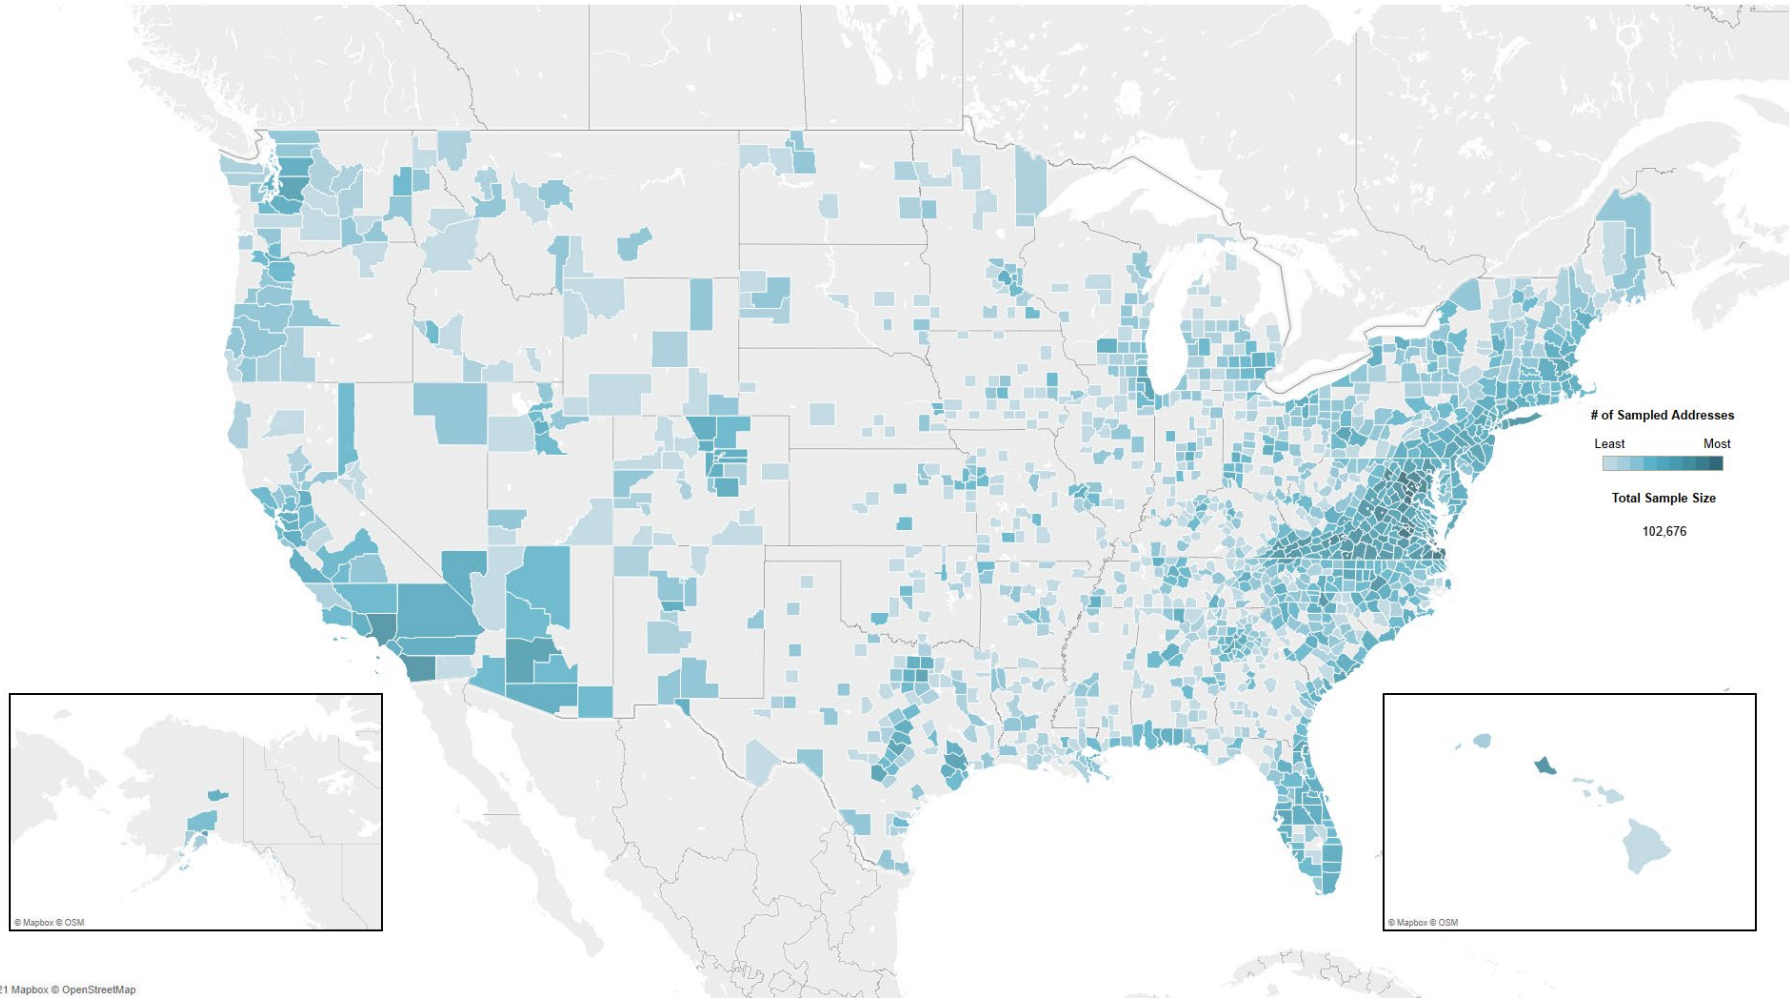 # of Sampled Addresses
Least Most
Total Sample Size
102,676
© Mapbox © OSM
© Mapbox © OSM
21 Mapbox © OpenStreetMap